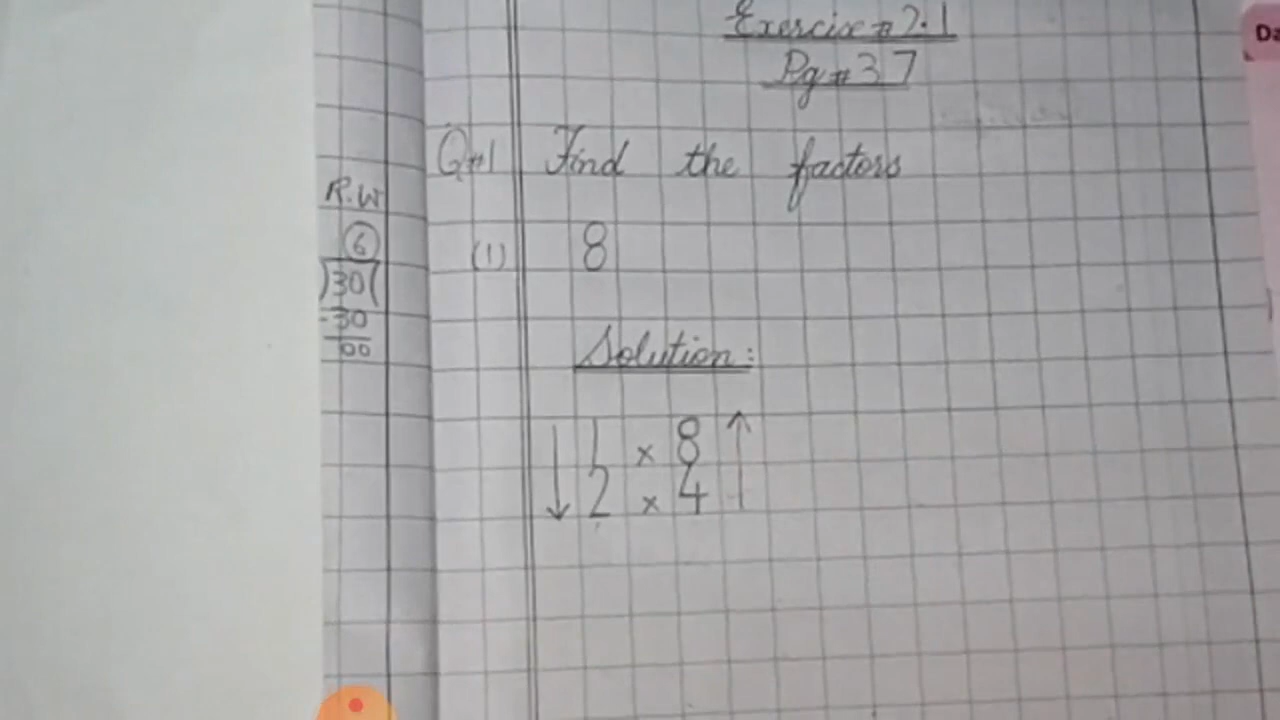 Exercise # 2.1
Pg # 37
Q#1 Find the factors
(1) 8
Solution:
↓ 1 × 8 ↑
2 × 4
R.W
6
)30(
-30
00
Da